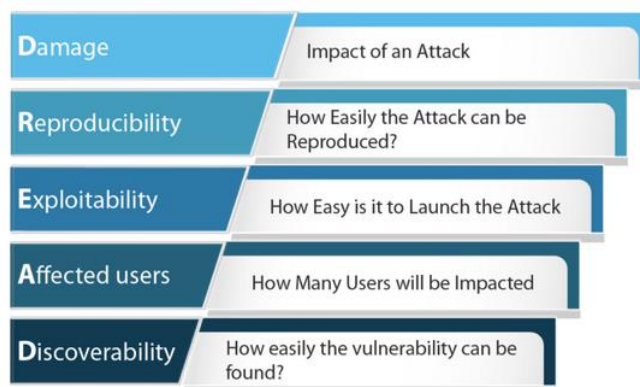 Damage
Impact of an Attack
Reproducibility
How Easily the Attack can be
Reproduced?
Exploitability
How Easy is it to Launch the Attack
Affected users
How Many Users will be Impacted
Discoverability
How easily the vulnerability can be
found?